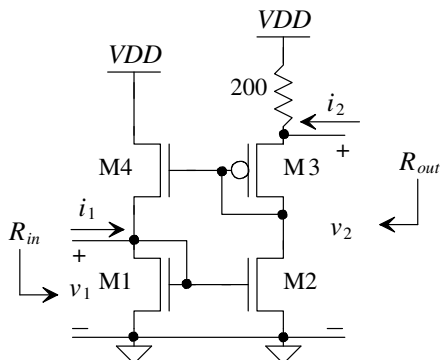 VDD
VDD
200
i2
M4
M3
+
Rout
i1
Rin
v2
+
M1
M2
v1
−
−